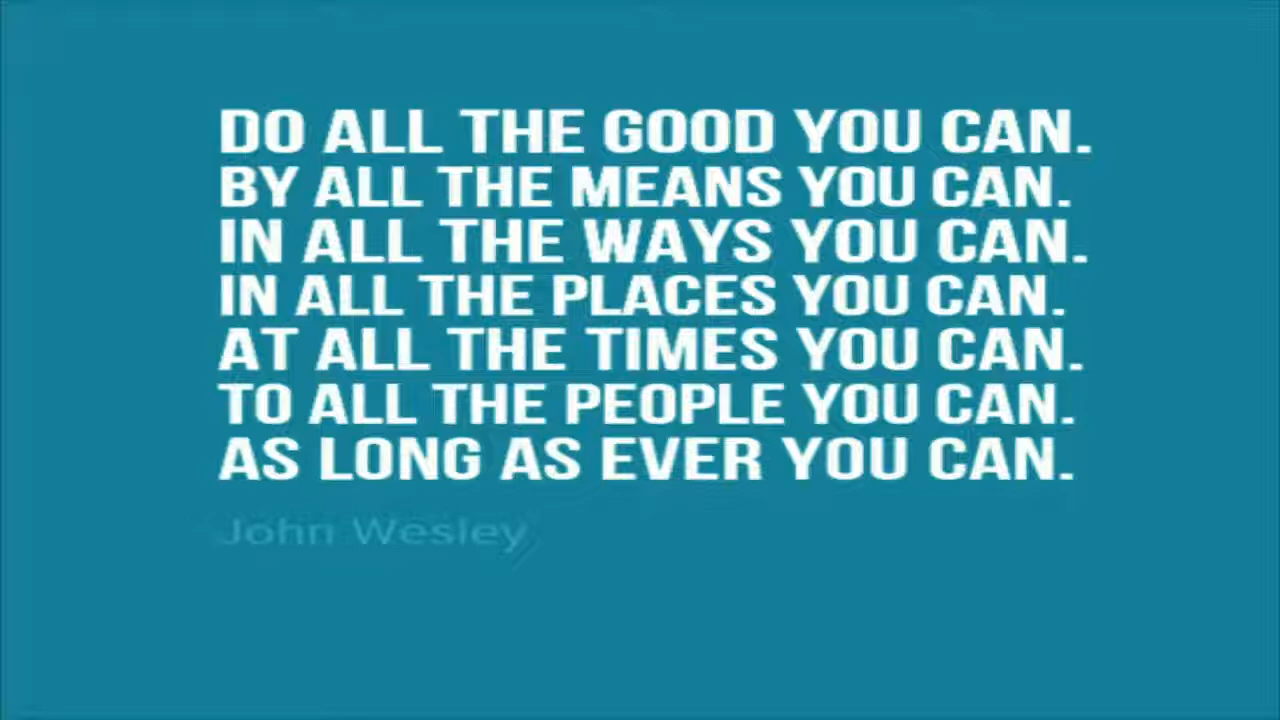 DO ALL THE GOOD YOU CAN.
BY ALL THE MEANS YOU CAN.
IN ALL THE WAYS YOU CAN.
IN ALL THE PLACES YOU CAN.
AT ALL THE TIMES YOU CAN.
TO ALL THE PEOPLE YOU CAN.
AS LONG AS EVER YOU CAN.
John Wesley